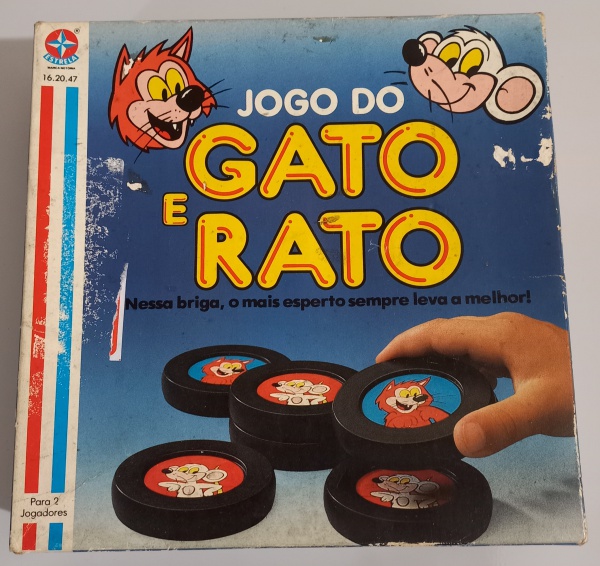 ESTRELA
16.20.47
JOGO DO
GATO
E
RATO
Nessa briga, o mais esperto sempre leva a melhor!
Para 2
Jogadores